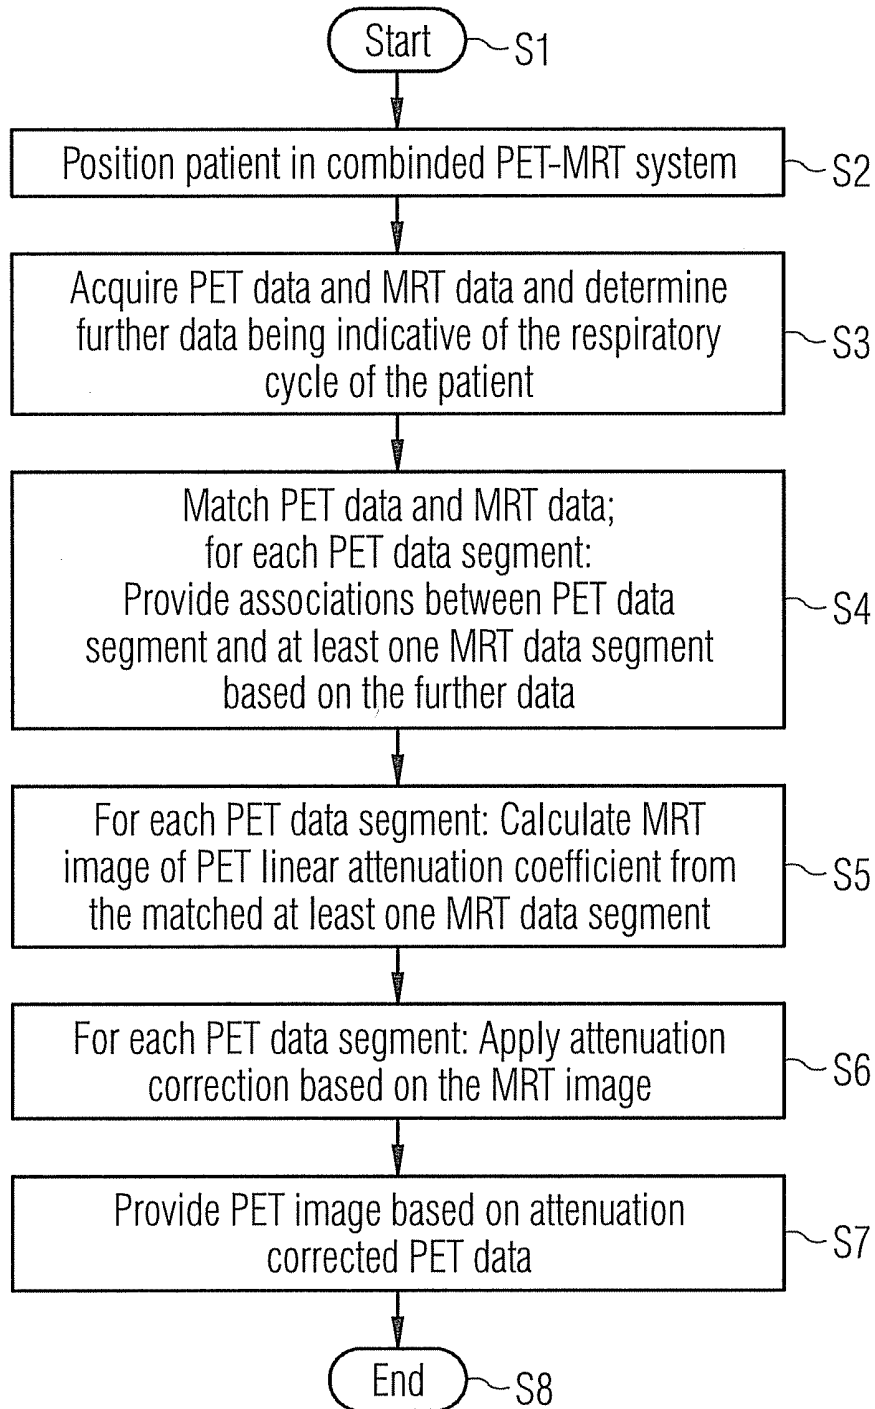 Start
S1
Position patient in combinded PET-MRT system
S2
Acquire PET data and MRT data and determine
further data being indicative of the respiratory
cycle of the patient
S3
Match PET data and MRT data;
for each PET data segment:
Provide associations between PET data
segment and at least one MRT data segment
based on the further data
S4
For each PET data segment: Calculate MRT
image of PET linear attenuation coefficient from
the matched at least one MRT data segment
S5
For each PET data segment: Apply attenuation
correction based on the MRT image
S6
Provide PET image based on attenuation
corrected PET data
S7
End
S8